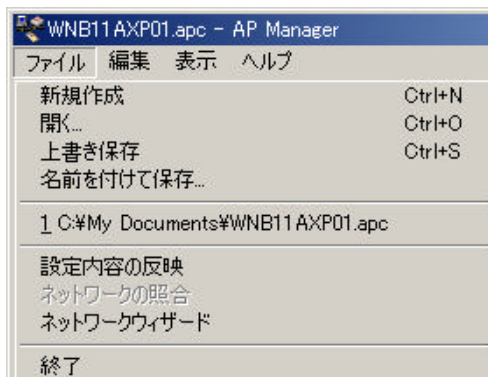 WNB11AXP01.apc - AP Manager
ファイル 編集 表示 ヘルプ
新規作成 Ctrl+N
開く... Ctrl+O
上書き保存 Ctrl+S
名前を付けて保存...
1 C:¥My Documents¥WNB11AXP01.apc
設定内容の反映
ネットワークの照合
ネットワークウィザード
終了